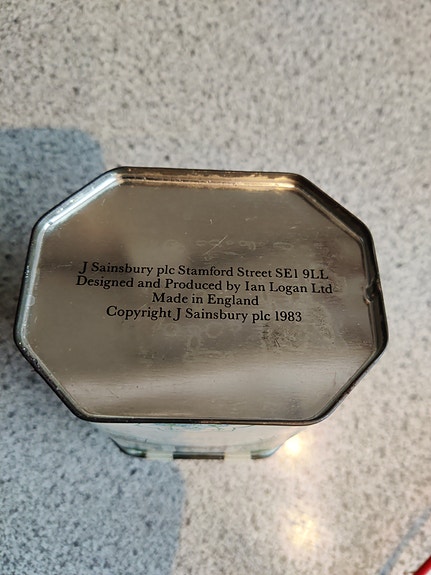 J Sainsbury plc Stamford Street SE1 9LL
Designed and Produced by Ian Logan Ltd
Made in England
Copyright J Sainsbury plc 1983